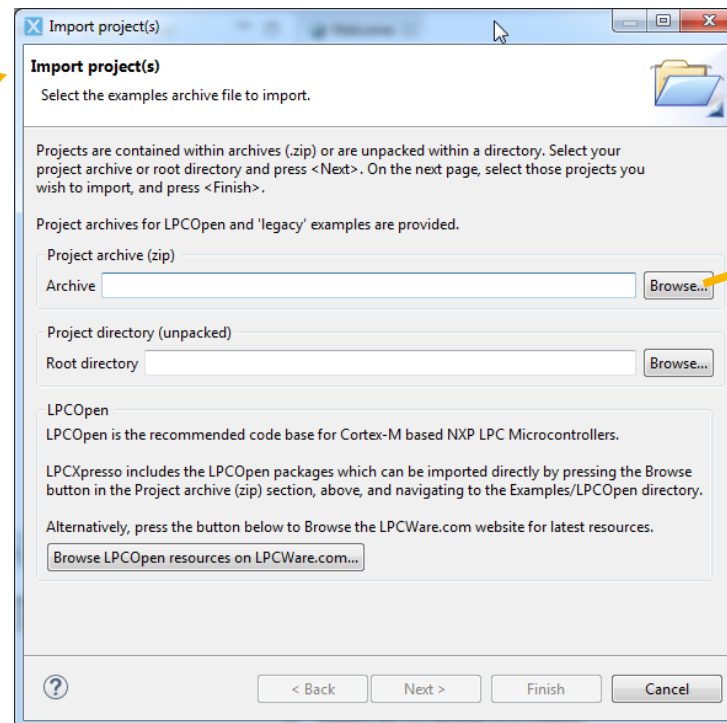 Import project(s)
Import project(s)
Select the examples archive file to import.
Projects are contained within archives (.zip) or are unpacked within a directory. Select your
project archive or root directory and press <Next>. On the next page, select those projects you
wish to import, and press <Finish>.
Project archives for LPCOpen and 'legacy' examples are provided.
Project archive (zip)
Archive Browse...
Project directory (unpacked)
Root directory Browse...
LPCOpen
LPCOpen is the recommended code base for Cortex-M based NXP LPC Microcontrollers.
LPCXpresso includes the LPCOpen packages which can be imported directly by pressing the Browse
button in the Project archive (zip) section, above, and navigating to the Examples/LPCOpen directory.
Alternatively, press the button below to Browse the LPCWare.com website for latest resources.
Browse LPCOpen resources on LPCWare.com...
? < Back Next > Finish Cancel